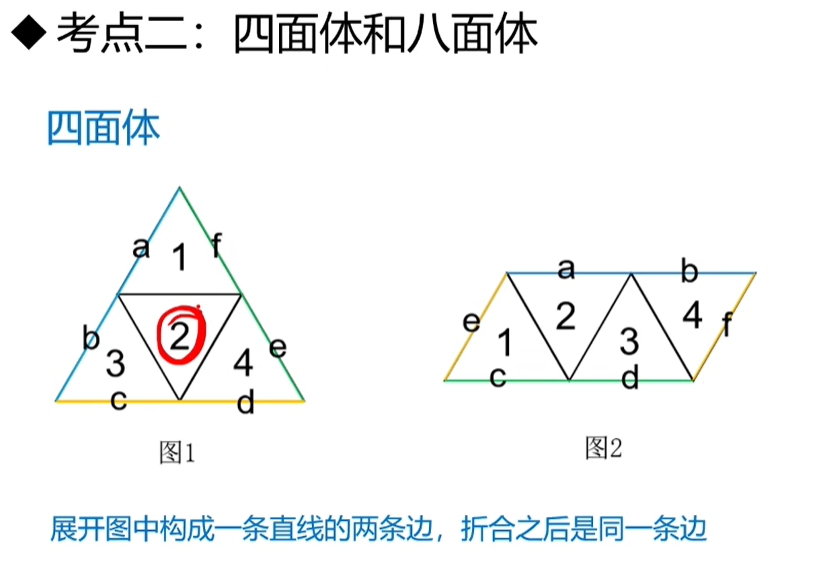 ◆ 考点二：四面体和八面体
四面体
a 1 f
b 3 2 4 e
c d
图1
a b
e 1 2 3 4 f
c d
图2
展开图中构成一条直线的两条边，折合之后是同一条边